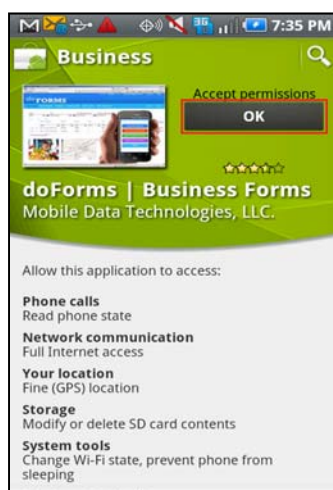 3G 7:35 PM
Business
Accept permissions
OK
doFORMS
doForms | Business Forms
Mobile Data Technologies, LLC.
Allow this application to access:
Phone calls
Read phone state
Network communication
Full Internet access
Your location
Fine (GPS) location
Storage
Modify or delete SD card contents
System tools
Change Wi-Fi state, prevent phone from
sleeping